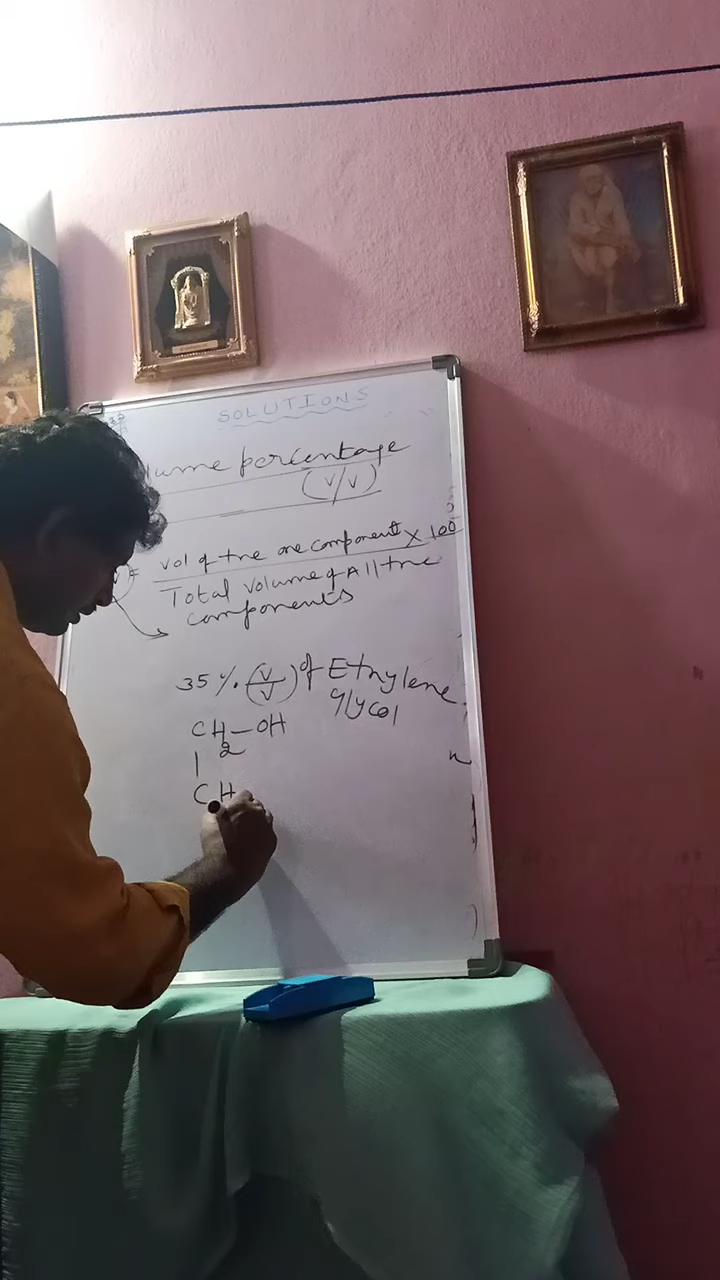 SOLUTIONS
lume percentage
(V/V)
= Vol of the one component X 100
Total volume of All the
components
35 %. (V/V) of Ethylene
glycol
CH2-OH
|
CH